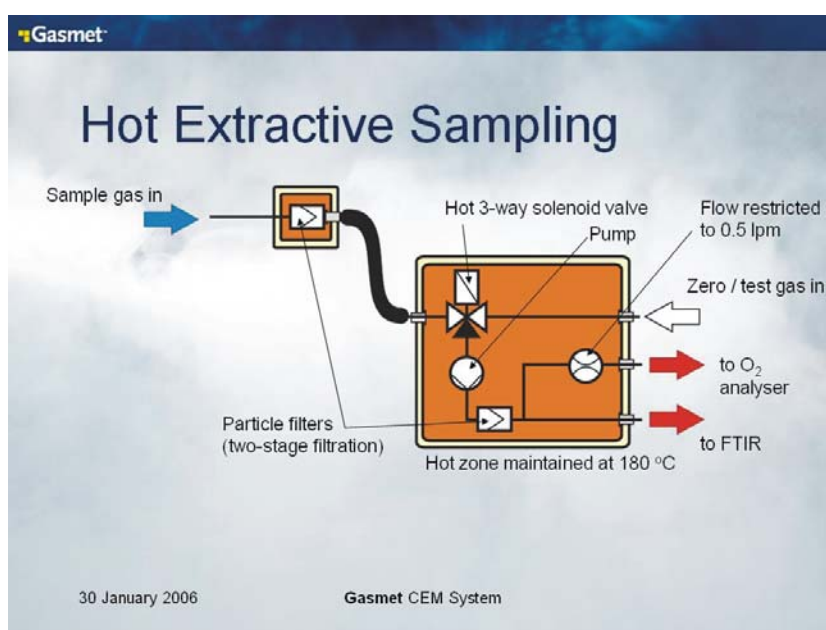 Gasmet
Hot Extractive Sampling
Sample gas in
Hot 3-way solenoid valve
Pump
Flow restricted
to 0.5 lpm
Zero / test gas in
to O₂
analyser
Particle filters
(two-stage filtration)
to FTIR
Hot zone maintained at 180 °C
30 January 2006
Gasmet CEM System